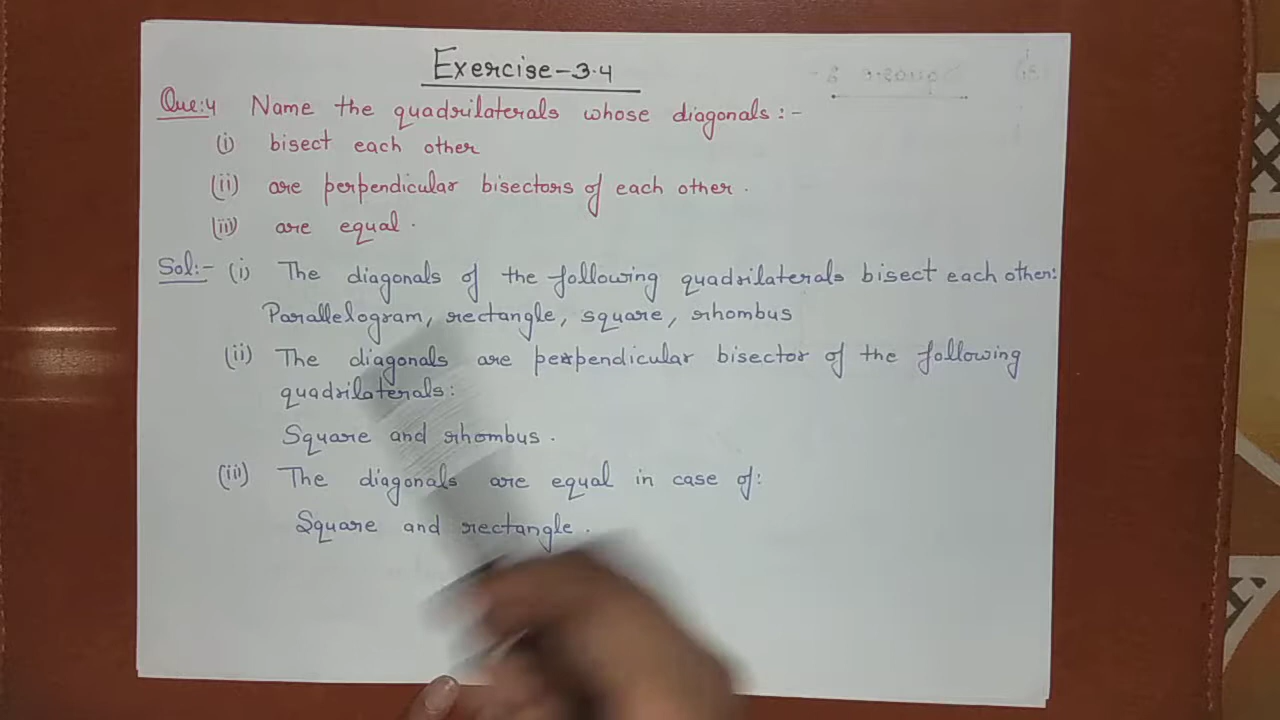 Exercise-3.4
Que:4 Name the quadrilaterals whose diagonals :-
(i) bisect each other
(ii) are perpendicular bisectors of each other.
(iii) are equal.
Sol:- (i) The diagonals of the following quadrilaterals bisect each other:
Parallelogram, rectangle, square, rhombus
(ii) The diagonals are perpendicular bisector of the following
quadrilaterals:
Square and rhombus.
(iii) The diagonals are equal in case of:
Square and rectangle.